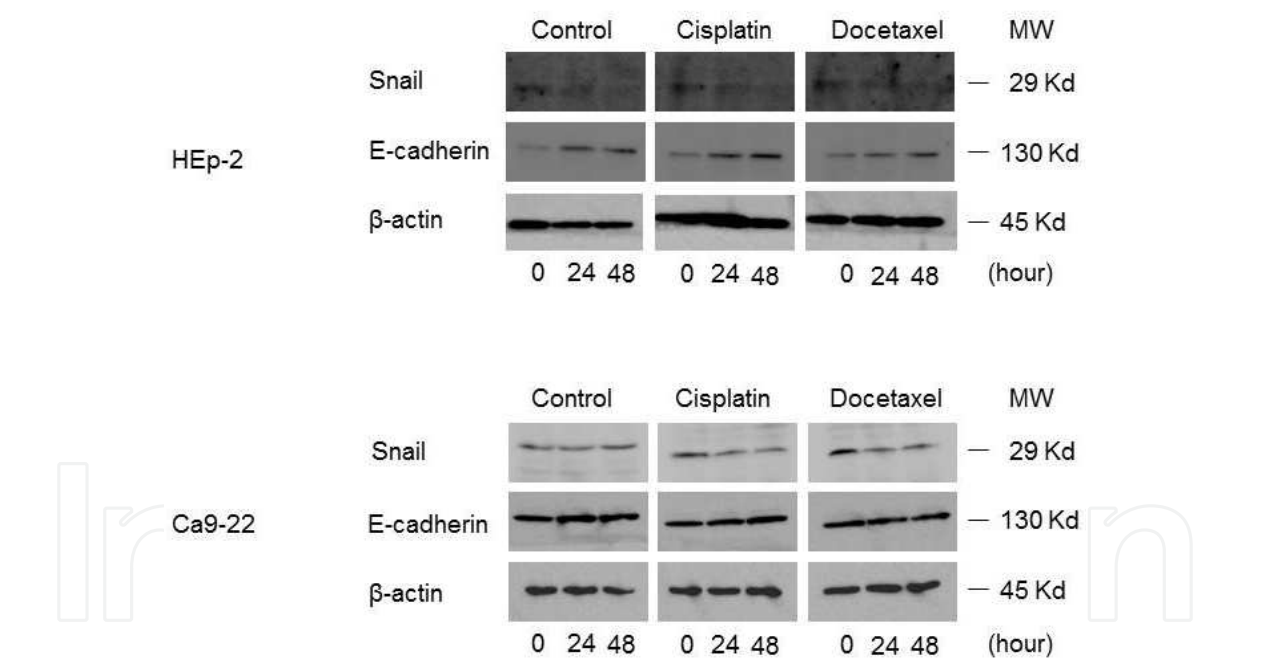 Control Cisplatin Docetaxel MW
Snail 29 Kd
HEp-2 E-cadherin 130 Kd
β-actin 45 Kd
0 24 48 0 24 48 0 24 48 (hour)
Control Cisplatin Docetaxel MW
Snail 29 Kd
Ca9-22 E-cadherin 130 Kd
β-actin 45 Kd
0 24 48 0 24 48 0 24 48 (hour)